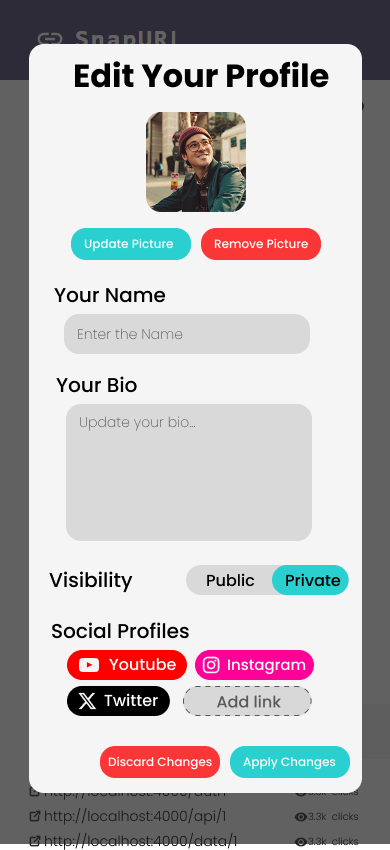 SnapURL
Edit Your Profile
Update Picture
Remove Picture
Your Name
Enter the Name
Your Bio
Update your bio...
Visibility
Public
Private
Social Profiles
Youtube
Instagram
Twitter
Add link
Discard Changes
Apply Changes
http://localhost:4000/auth
3.3k clicks
http://localhost:4000/api/1
3.3k clicks
http://localhost:4000/data/1
3.3k clicks